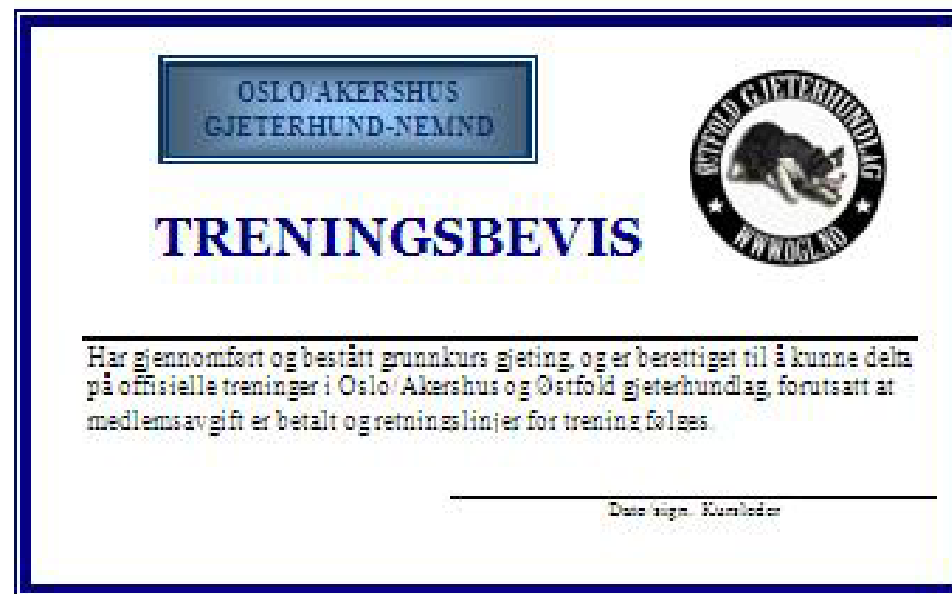 OSLO/AKERSHUS
GJETERHUND-NEMND
ØSTFOLD GJETERHUNDLAG
WWW.OGL.NO
TRENINGSBEVIS
Har gjennomført og bestått grunnkurs gjeting, og er berettiget til å kunne delta
på offisielle treninger i Oslo/Akershus og Østfold gjeterhundlag, forutsatt at
medlemsavgift er betalt og retningslinjer for trening følges.
Dato/sign. Kursleder